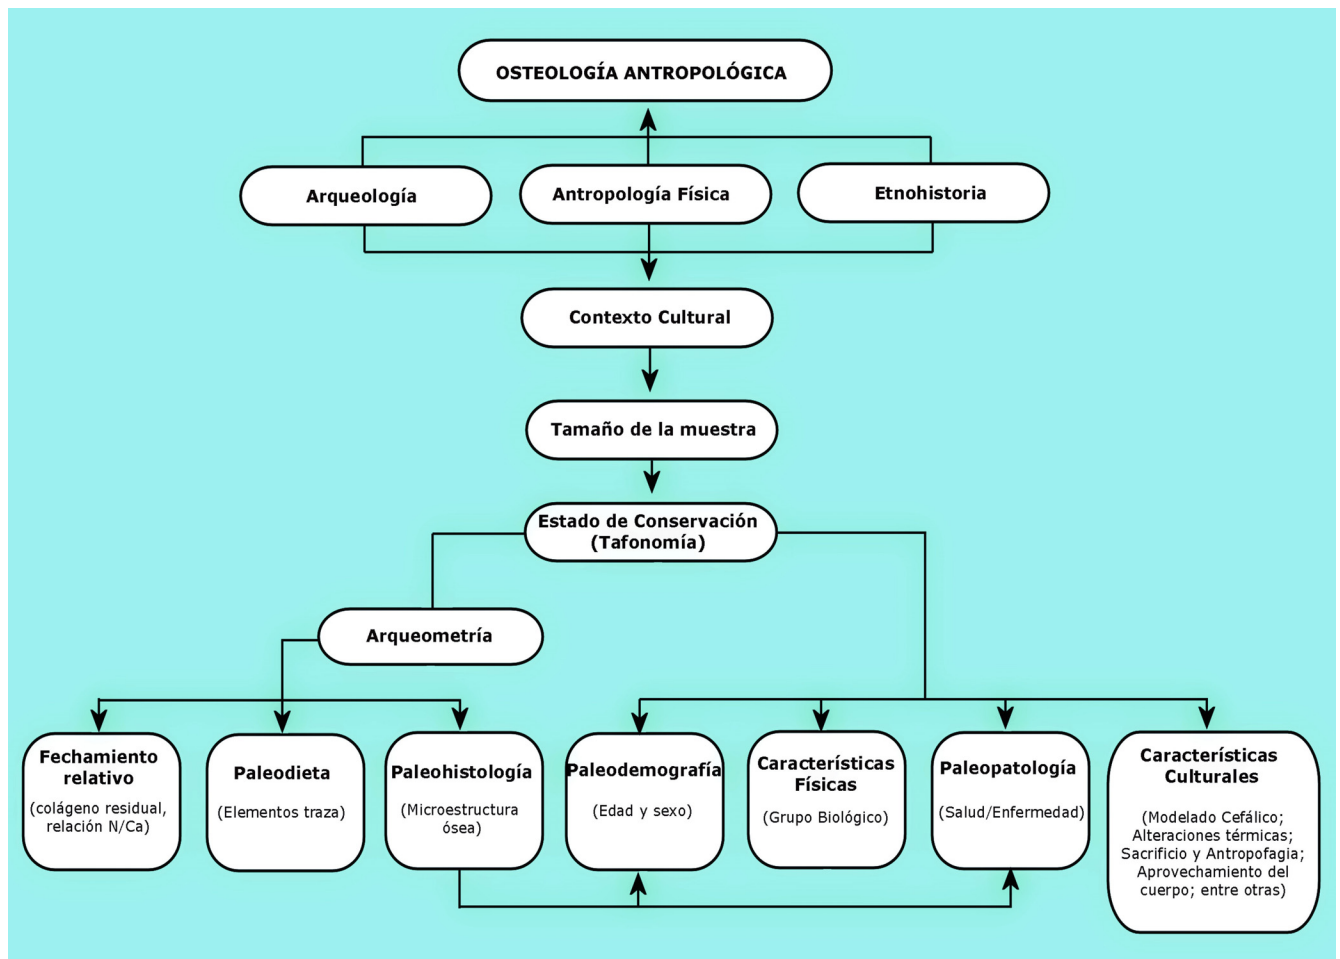 OSTEOLOGÍA ANTROPOLÓGICA
Arqueología
Antropología Física
Etnohistoria
Contexto Cultural
Tamaño de la muestra
Estado de Conservación
(Tafonomía)
Arqueometría
Fechamiento
relativo
(colágeno residual,
relación N/Ca)
Paleodieta
(Elementos traza)
Paleohistología
(Microestructura
ósea)
Paleodemografía
(Edad y sexo)
Características
Físicas
(Grupo Biológico)
Paleopatología
(Salud/Enfermedad)
Características
Culturales
(Modelado Cefálico;
Alteraciones térmicas;
Sacrificio y Antropofagia;
Aprovechamiento del
cuerpo; entre otras)